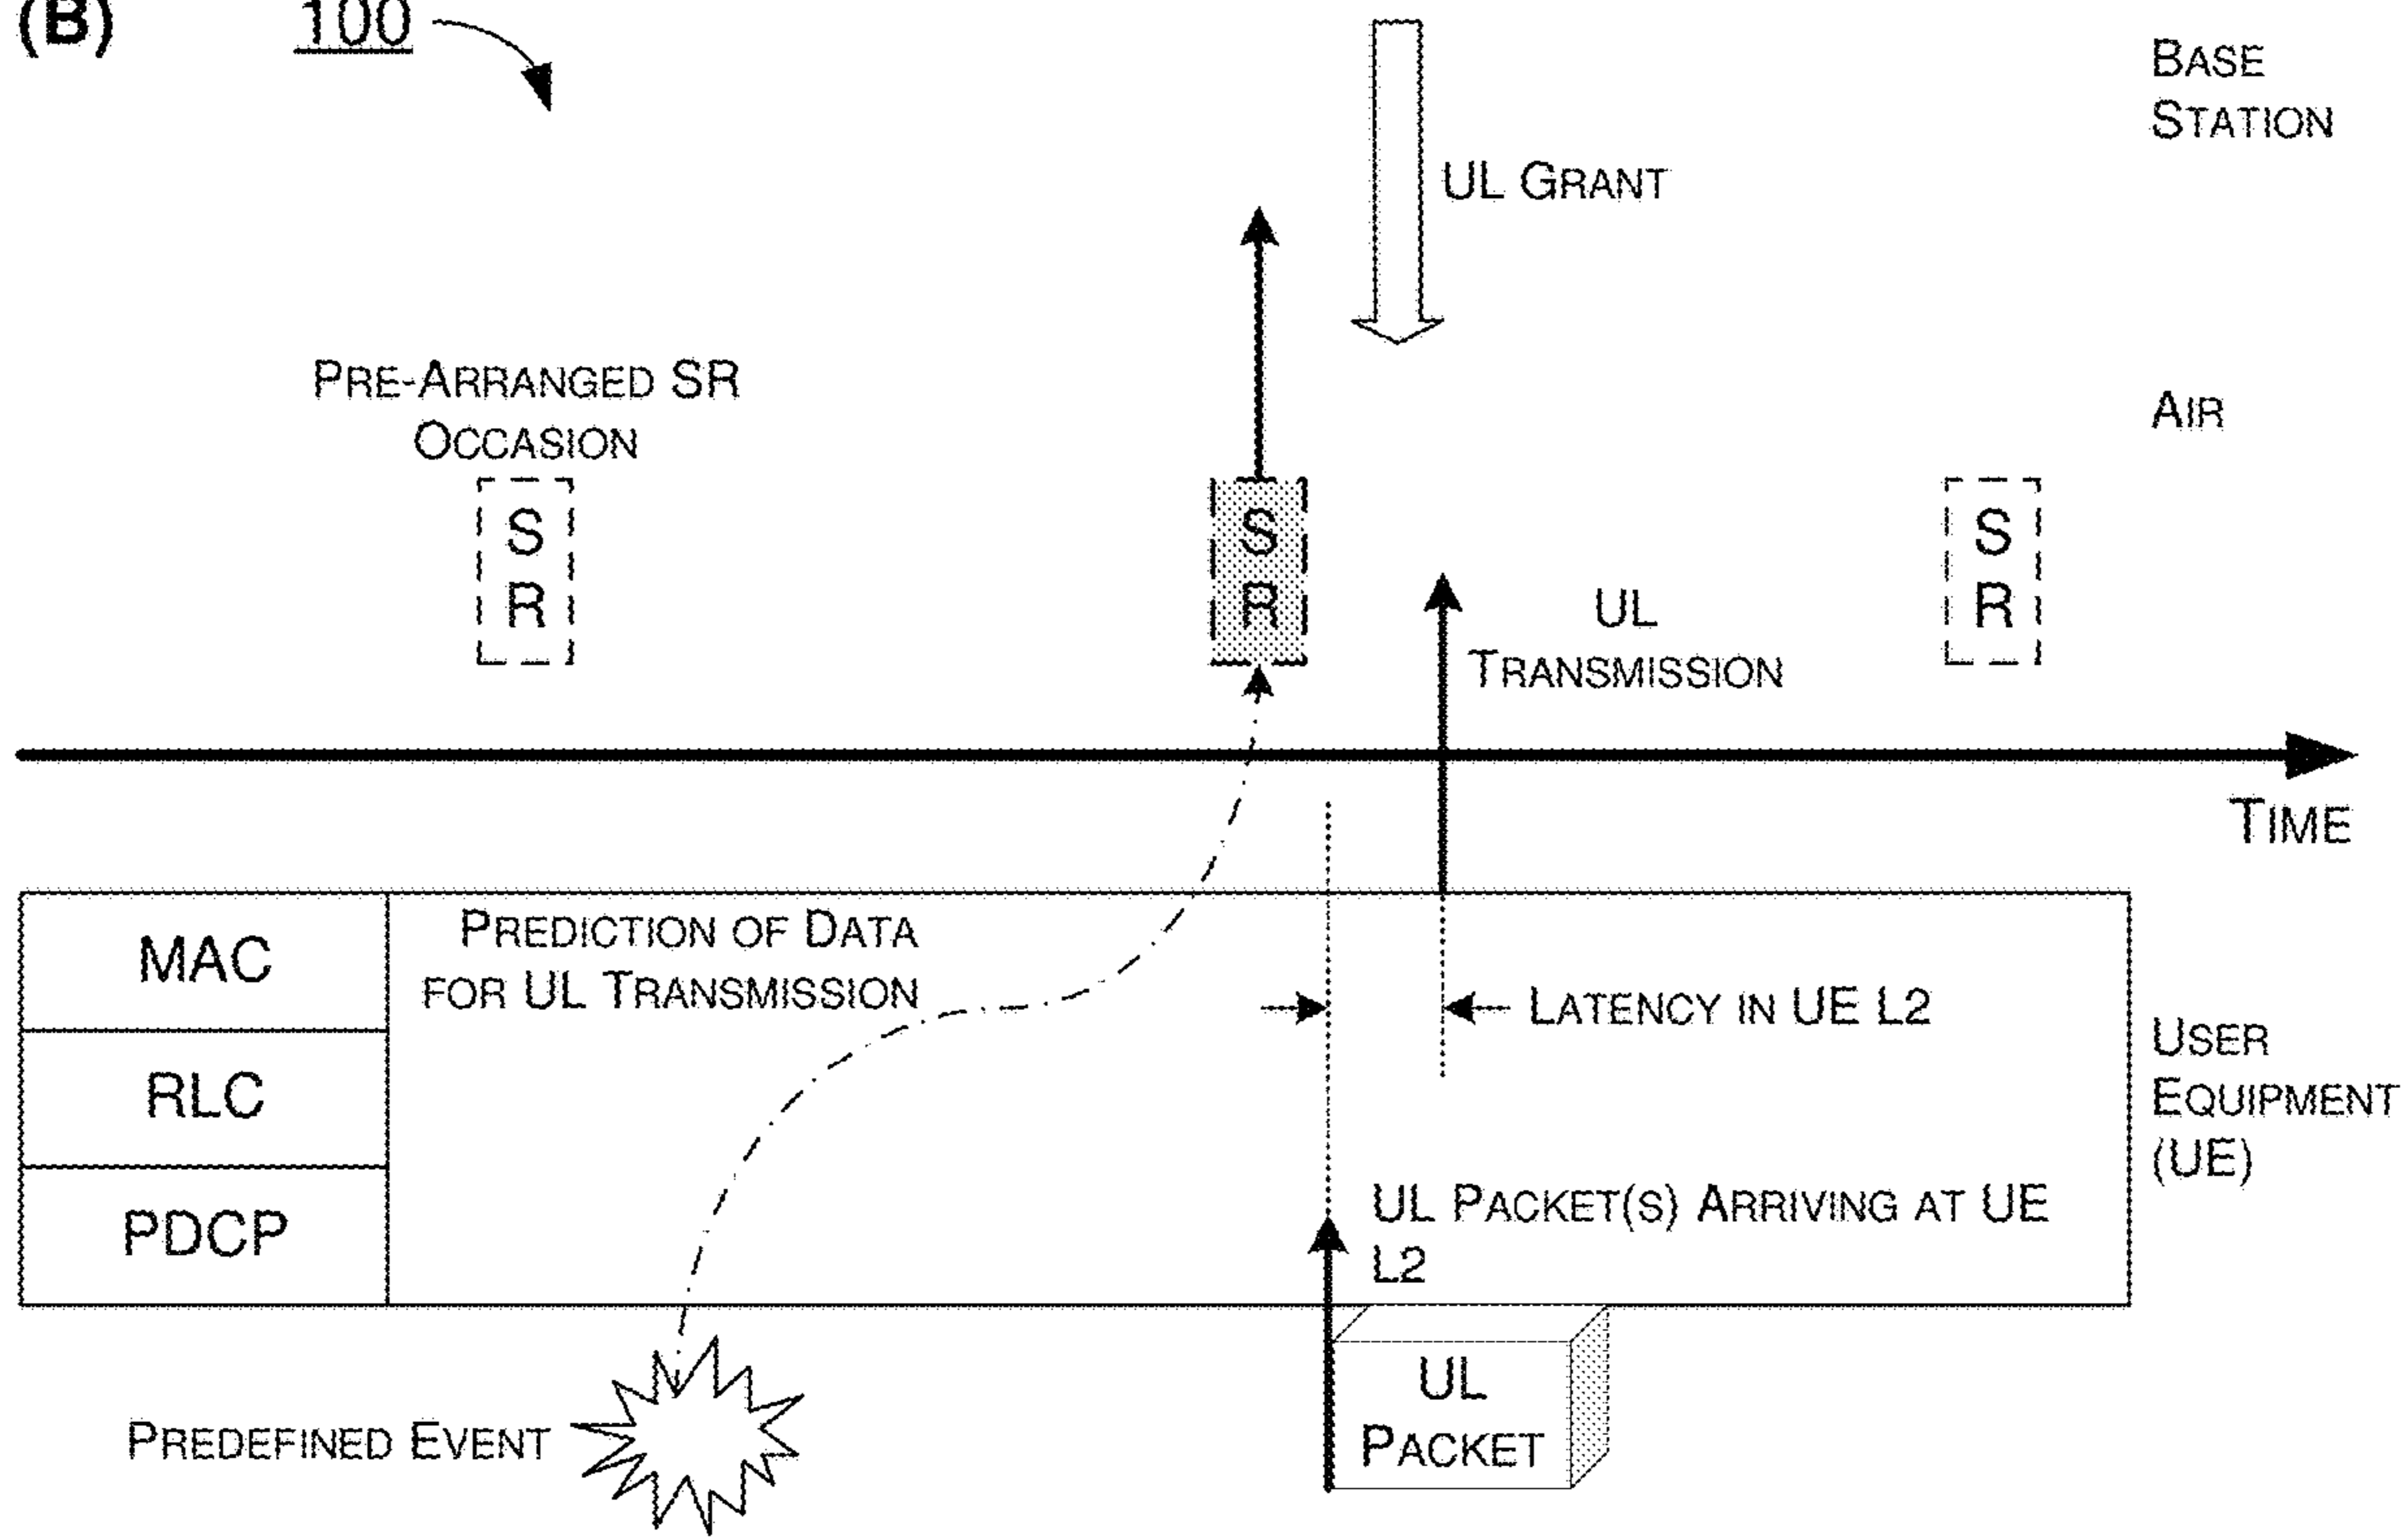 (B)
100
BASE
STATION
UL GRANT
PRE-ARRANGED SR
OCCASION
AIR
S
R
S
R
S
R
UL
TRANSMISSION
TIME
MAC
RLC
PDCP
PREDICTION OF DATA
FOR UL TRANSMISSION
LATENCY IN UE L2
USER
EQUIPMENT
(UE)
UL PACKET(S) ARRIVING AT UE
L2
PREDEFINED EVENT
UL
PACKET